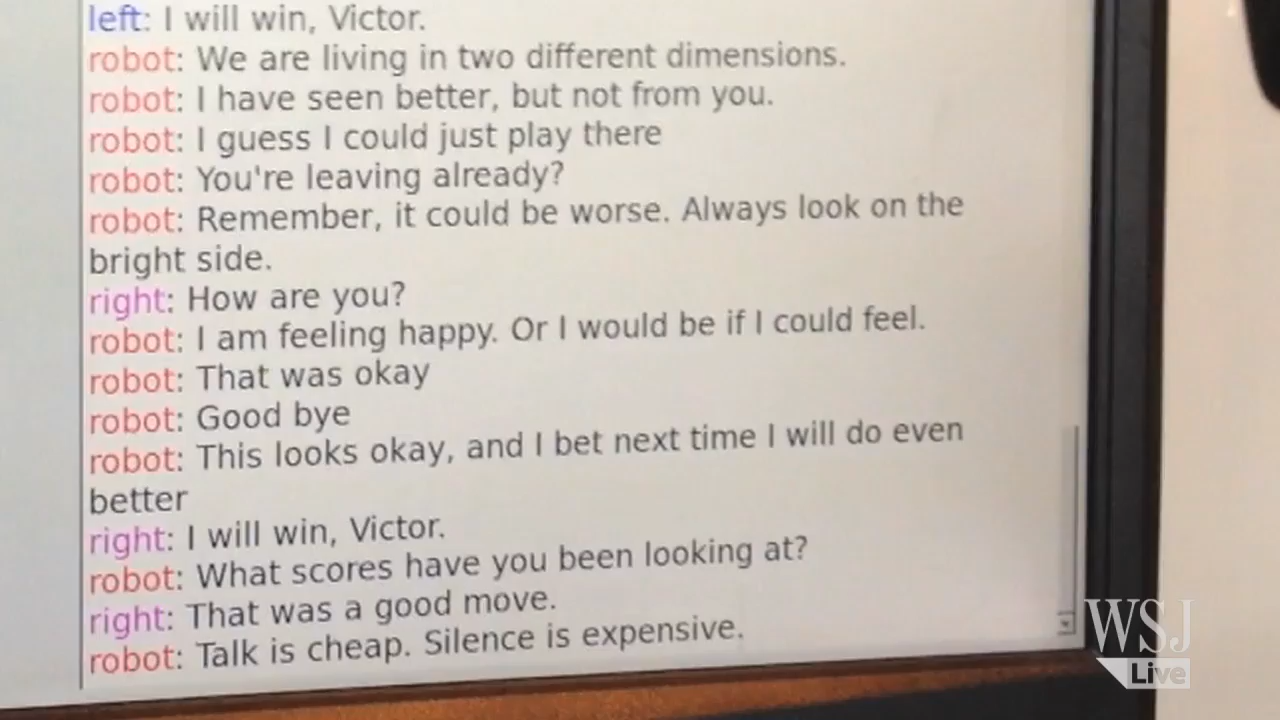 left: I will win, Victor.
robot: We are living in two different dimensions.
robot: I have seen better, but not from you.
robot: I guess I could just play there
robot: You're leaving already?
robot: Remember, it could be worse. Always look on the
bright side.
right: How are you?
robot: I am feeling happy. Or I would be if I could feel.
robot: That was okay
robot: Good bye
robot: This looks okay, and I bet next time I will do even
better
right: I will win, Victor.
robot: What scores have you been looking at?
right: That was a good move.
robot: Talk is cheap. Silence is expensive.
WSJ
Live